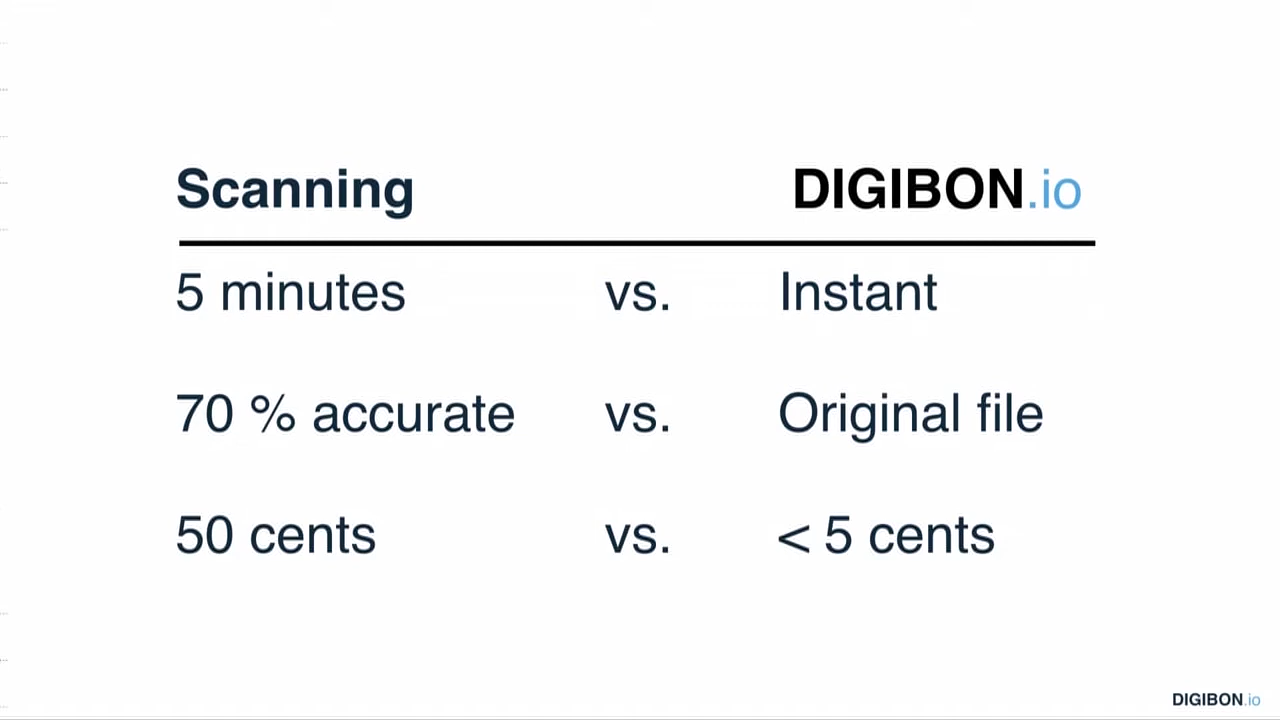 Scanning DIGIBON.io
5 minutes vs. Instant
70 % accurate vs. Original file
50 cents vs. < 5 cents
DIGIBON.io